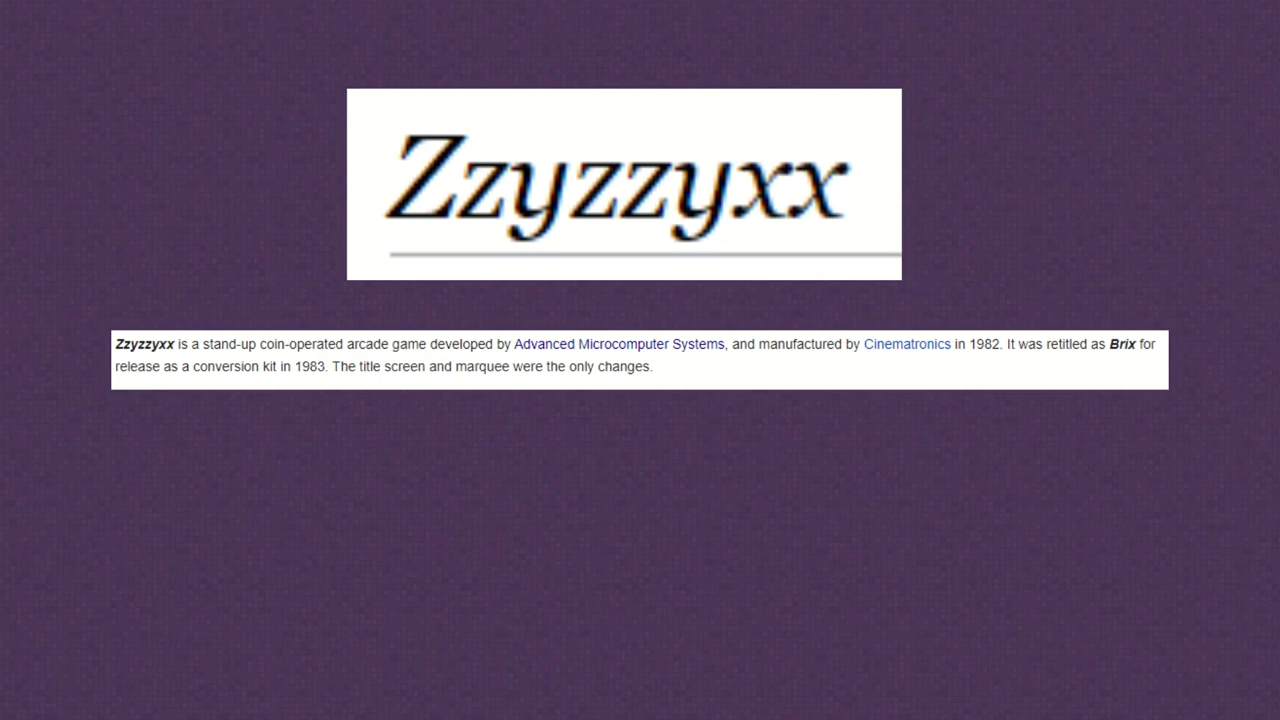 Zzyzzyxx
Zzyzzyxx is a stand-up coin-operated arcade game developed by Advanced Microcomputer Systems, and manufactured by Cinematronics in 1982. It was retitled as Brix for
release as a conversion kit in 1983. The title screen and marquee were the only changes.